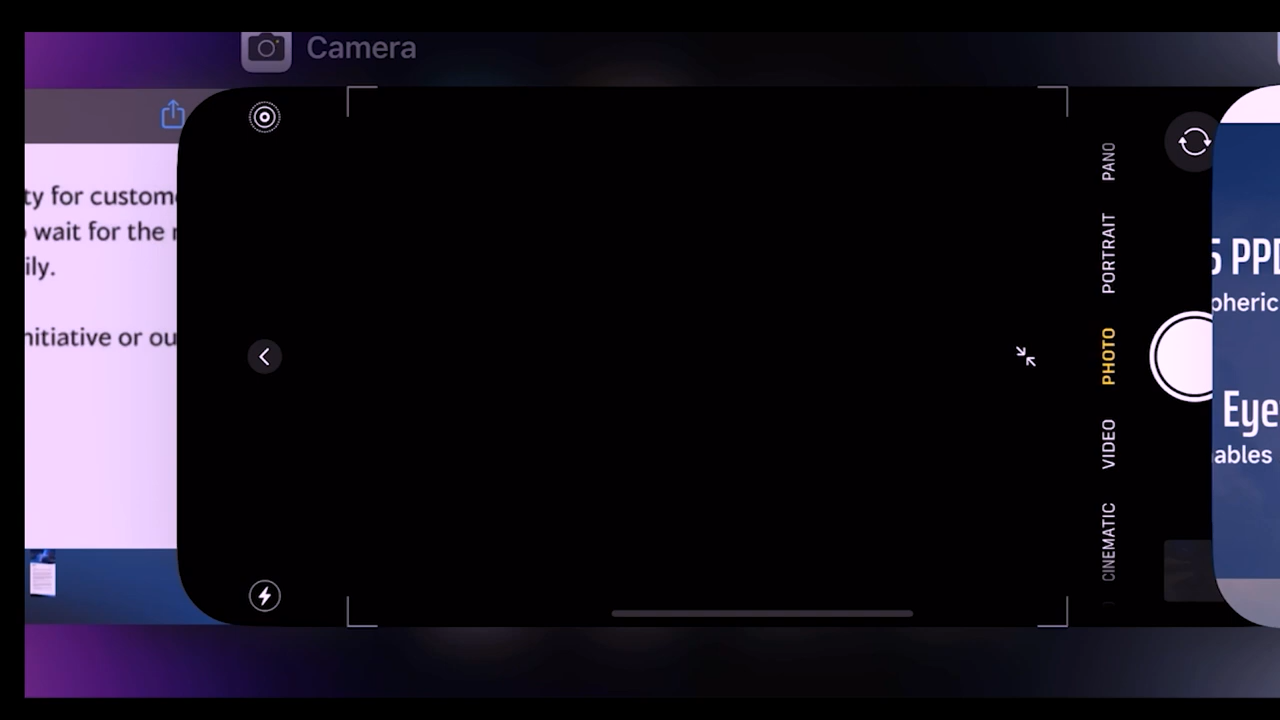 Camera
ty for custom
wait for the
ily.
nitiative or ou
PANO
PORTRAIT
PHOTO
VIDEO
CINEMATIC
5 PPD
pheric
Eye
ables